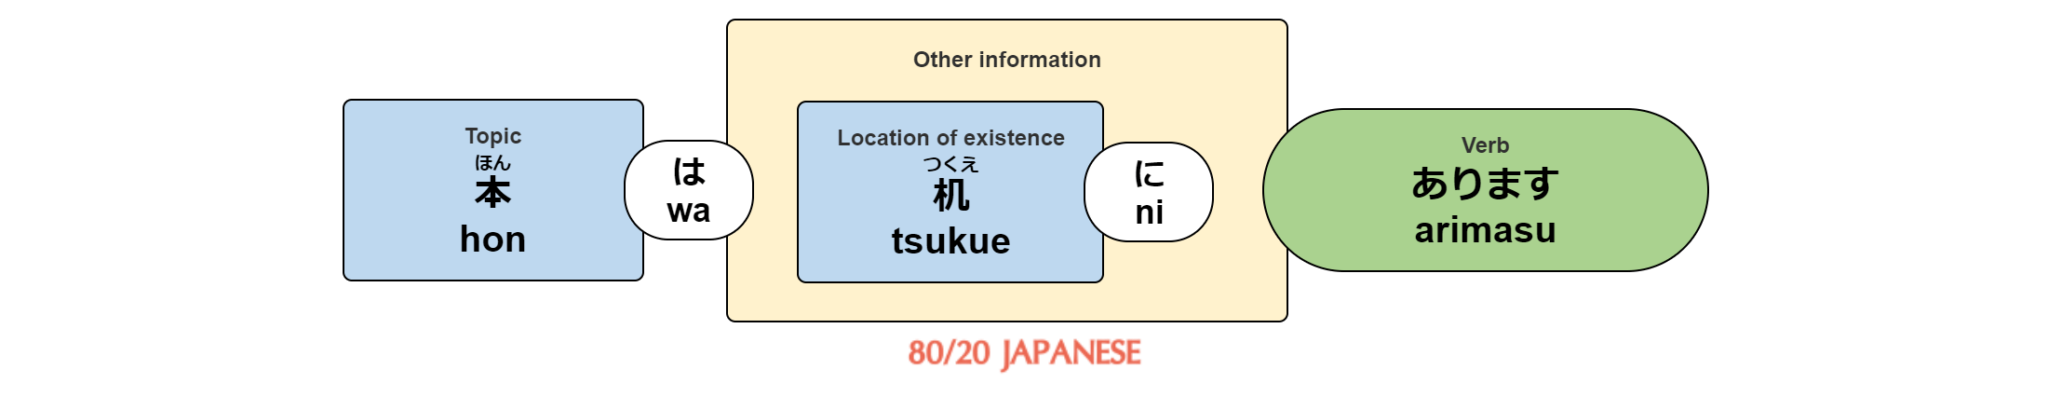 Topic
ほん
本
hon
は
wa
Other information
Location of existence
つくえ
机
tsukue
に
ni
Verb
あります
arimasu
80/20 JAPANESE